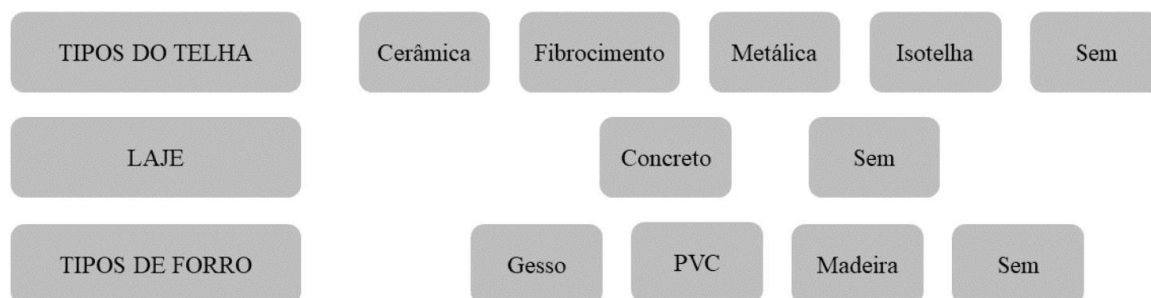 TIPOS DO TELHA Cerâmica Fibrocimento Metálica Isotelha Sem
LAJE Concreto Sem
TIPOS DE FORRO Gesso PVC Madeira Sem